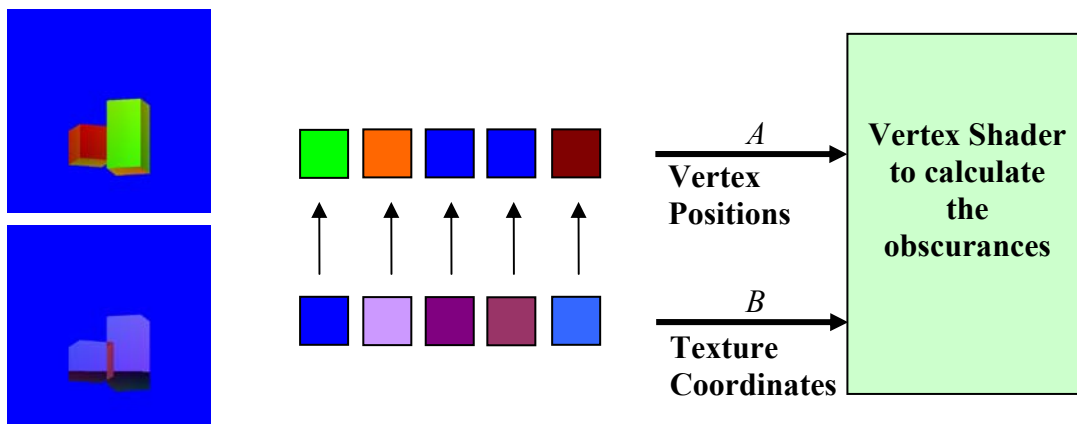 A
Vertex
Positions
B
Texture
Coordinates
Vertex Shader
to calculate
the
obscurances